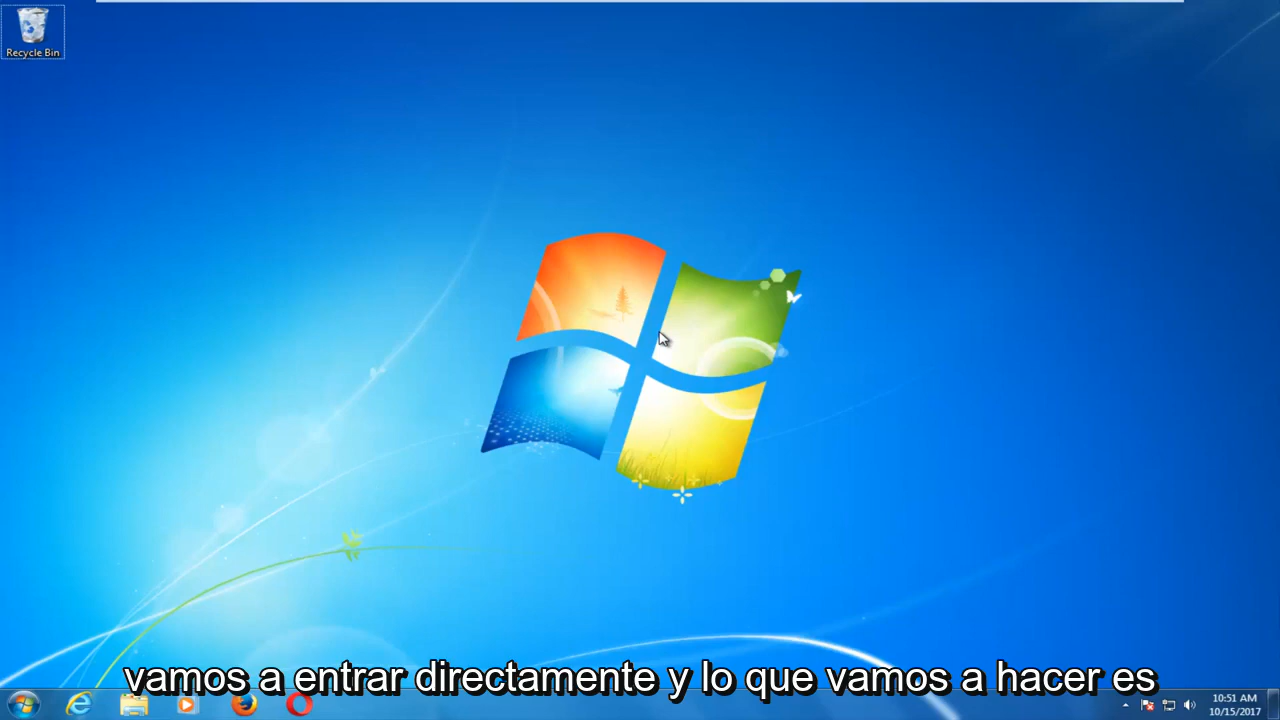 Recycle Bin
vamos a entrar directamente y lo que vamos a hacer es
10:51 AM
10/15/2017